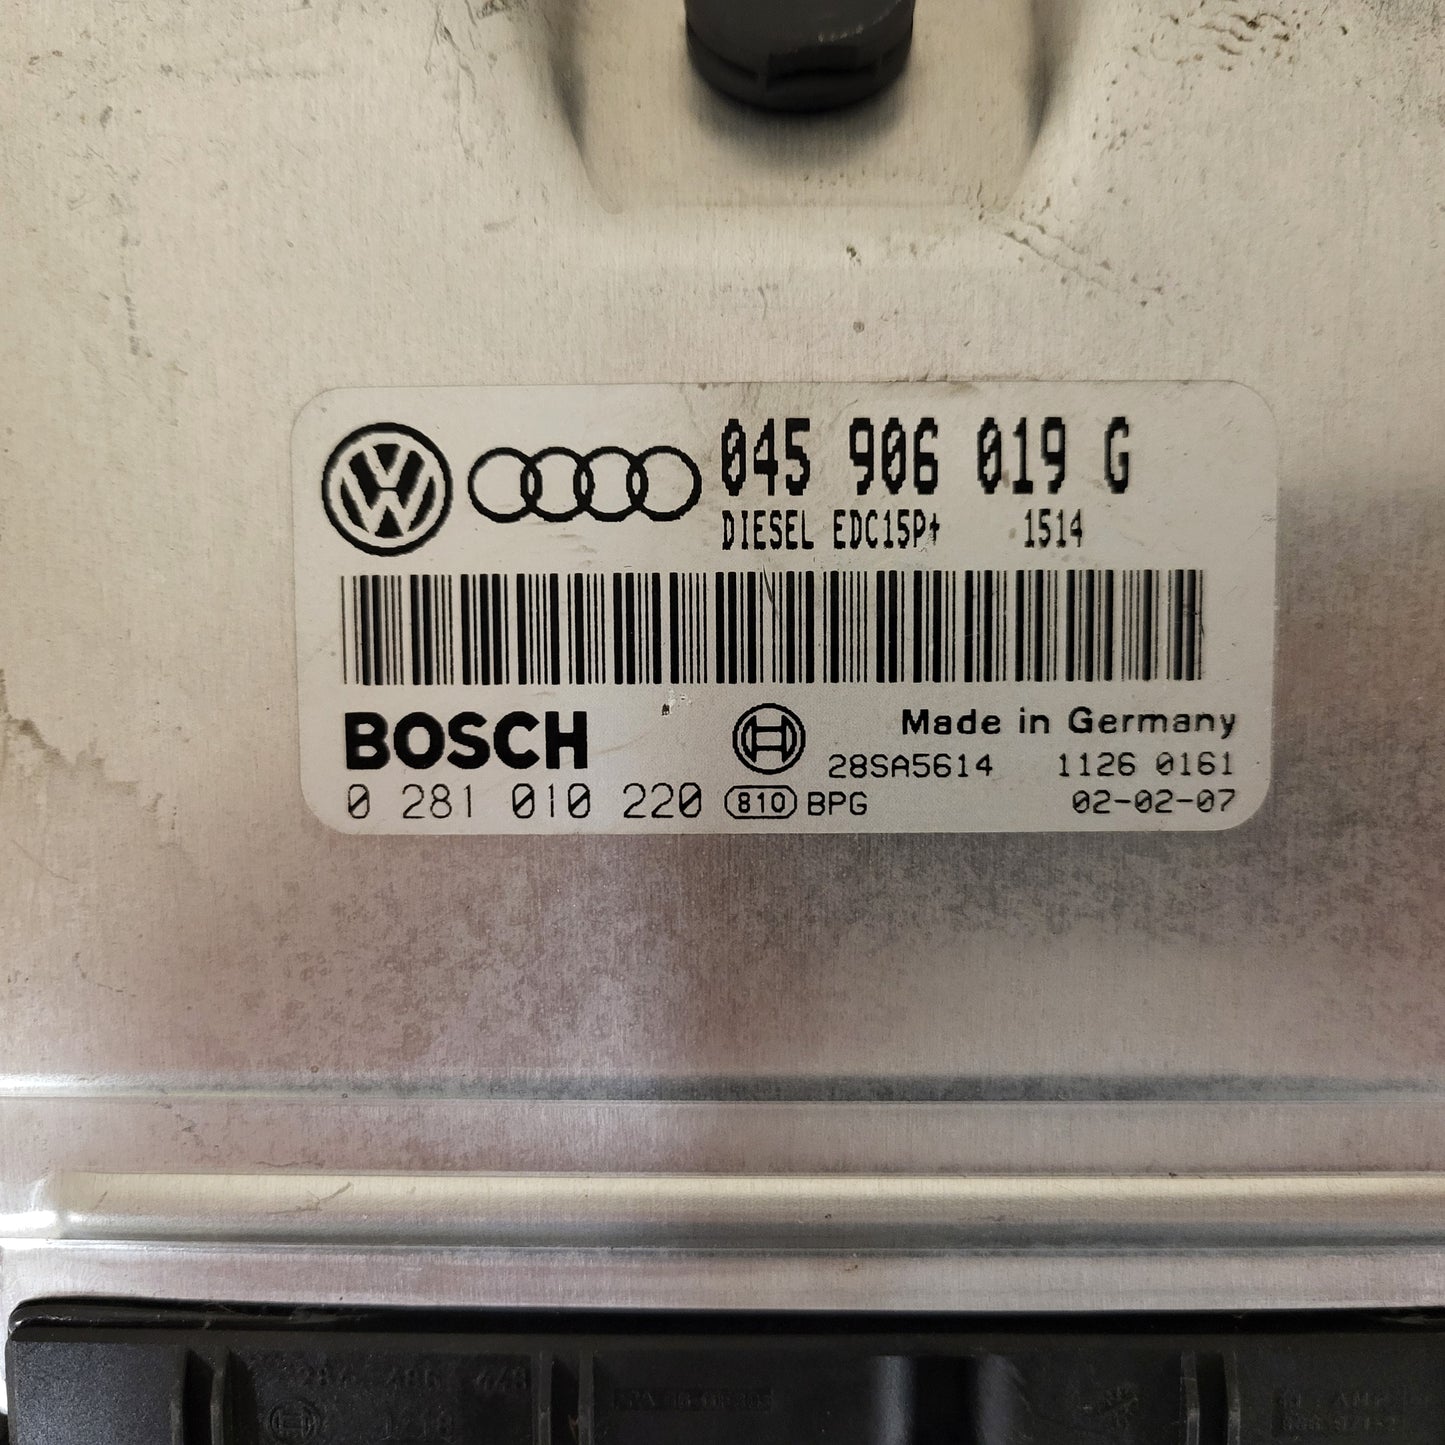 045 906 019 G
DIESEL EDC15P+ 1514
BOSCH
Made in Germany
28SA5614 1126 0161
0 281 010 220 810 BPG 02-02-07